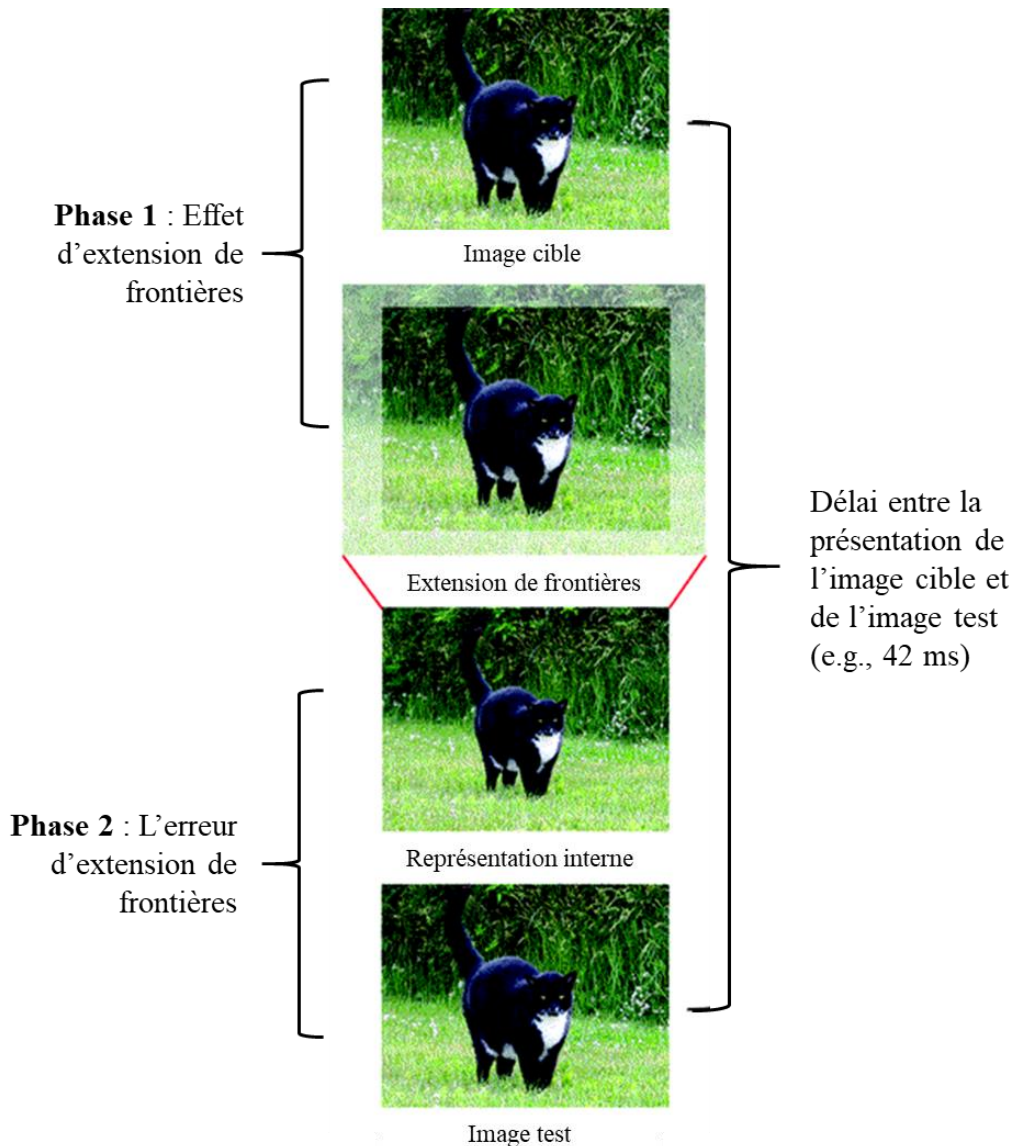 Phase 1 : Effet
d’extension de
frontières
Image cible
Extension de frontières
Délai entre la
présentation de
l’image cible et
de l’image test
(e.g., 42 ms)
Phase 2 : L’erreur
d’extension de
frontières
Représentation interne
Image test